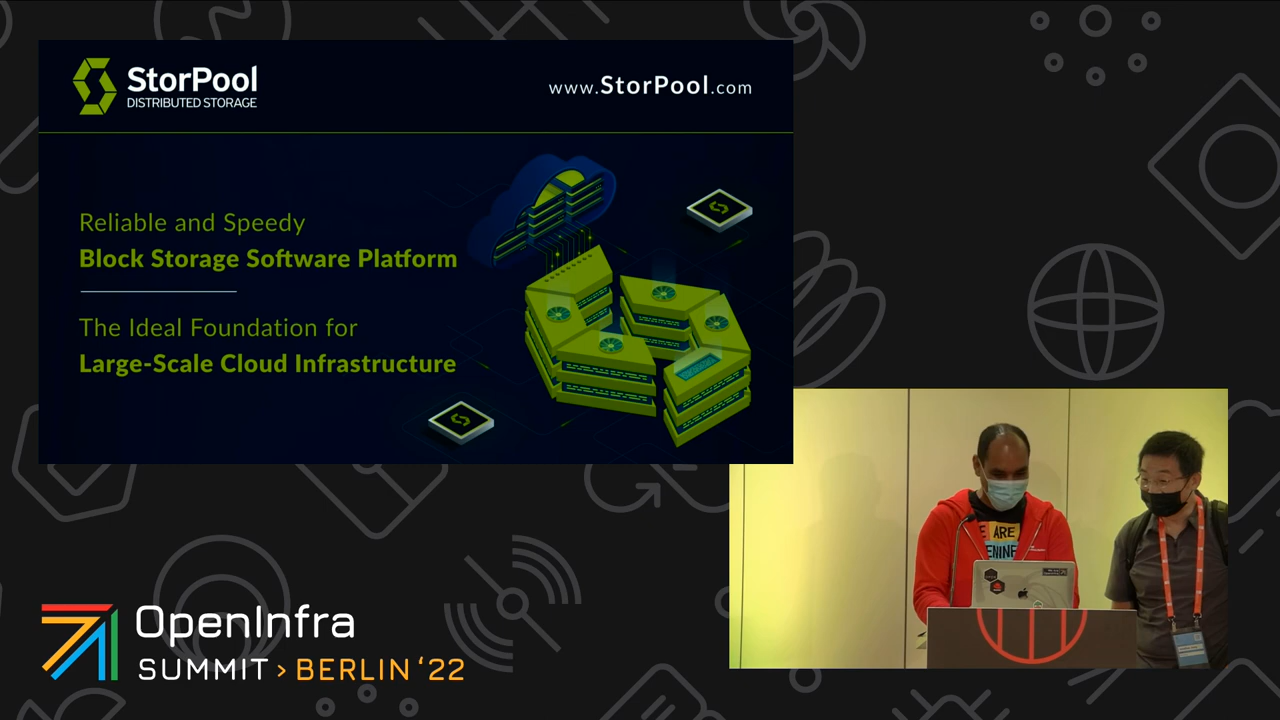 StorPool
DISTRIBUTED STORAGE
www.StorPool.com
Reliable and Speedy
Block Storage Software Platform
The Ideal Foundation for
Large-Scale Cloud Infrastructure
ARE
OpenInfra
SUMMIT > BERLIN ‘22